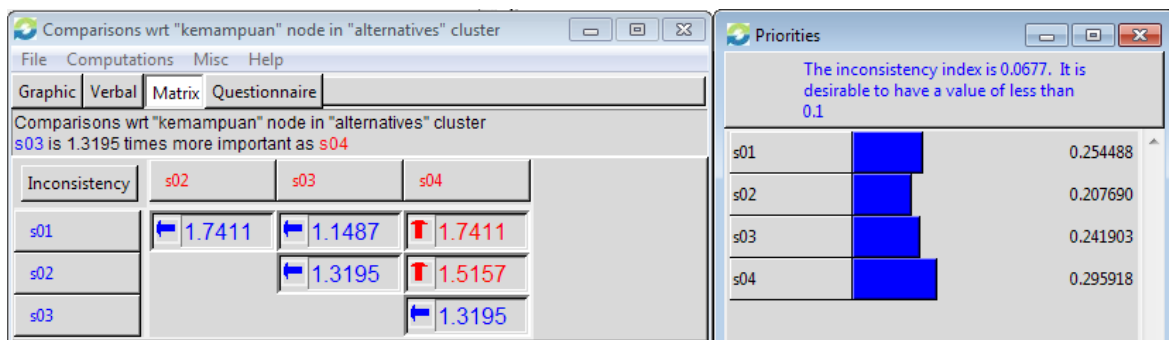 Comparisons wrt "kemampuan" node in "alternatives" cluster
File Computations Misc Help
Graphic Verbal Matrix Questionnaire
Comparisons wrt "kemampuan" node in "alternatives" cluster
s03 is 1.3195 times more important as s04
Inconsistency s02 s03 s04
s01 1.7411 1.1487 1.7411
s02 1.3195 1.5157
s03 1.3195
Priorities
The inconsistency index is 0.0677. It is
desirable to have a value of less than
0.1
s01 0.254488
s02 0.207690
s03 0.241903
s04 0.295918